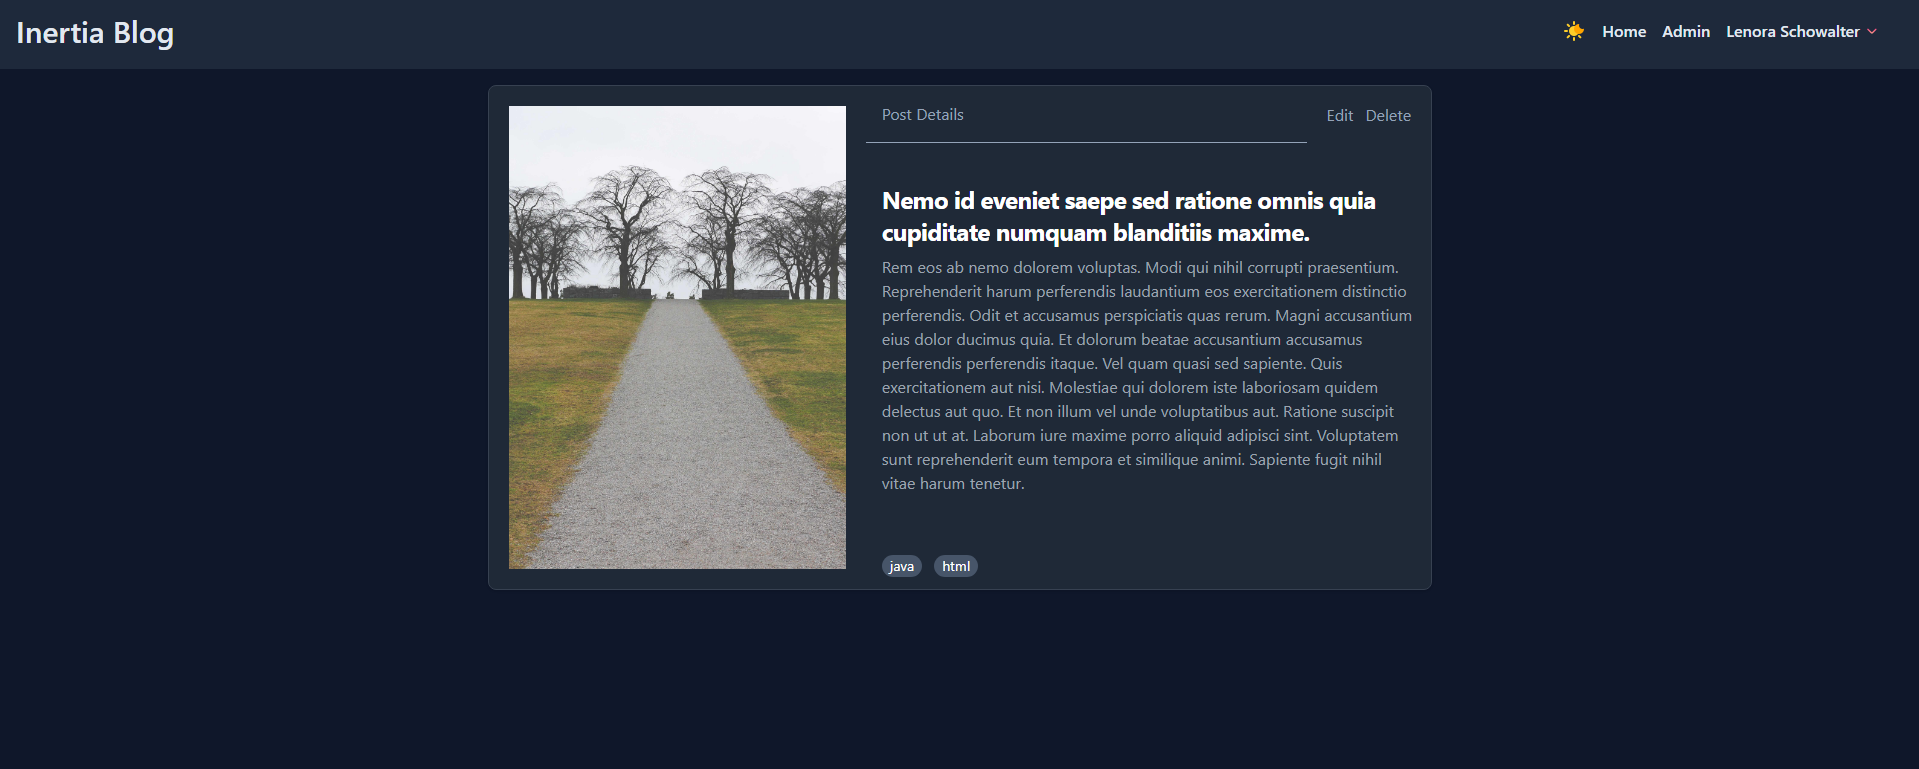 Inertia Blog
Home Admin Lenora Schowalter
Post Details
Edit Delete
Nemo id eveniet saepe sed ratione omnis quia
cupiditate numquam blanditiis maxime.
Rem eos ab nemo dolorem voluptas. Modi qui nihil corrupti praesentium.
Reprehenderit harum perferendis laudantium eos exercitationem distinctio
perferendis. Odit et accusamus perspiciatis quas rerum. Magni accusantium
eius dolor ducimus quia. Et dolorum beatae accusantium accusamus
perferendis perferendis itaque. Vel quam quasi sed sapiente. Quis
exercitationem aut nisi. Molestiae qui dolorem iste laboriosam quidem
delectus aut quo. Et non illum vel unde voluptatibus aut. Ratione suscipit
non ut ut at. Laborum iure maxime porro aliquid adipisci sint. Voluptatem
sunt reprehenderit eum tempora et similique animi. Sapiente fugit nihil
vitae harum tenetur.
java html